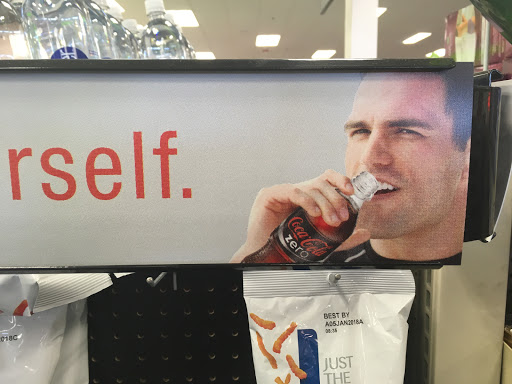 rself.
Coca-Cola
zero
BEST BY
A05JAN2018A
JUST
THE